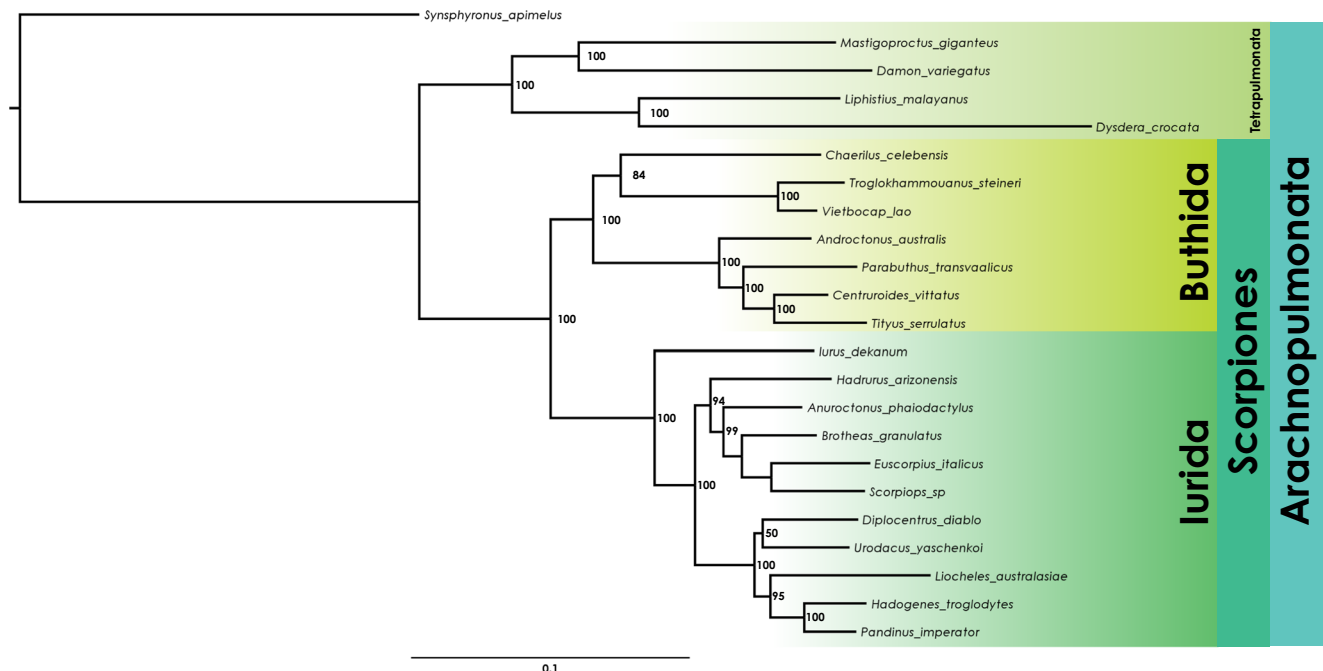 Synsphyronus_apimelus
Mastigoproctus_giganteus
100
Damon_variegatus
100
Liphistius_malayanus
100
Dysdera_crocata
Tetrapulmonata
Chaerilus_celebensis
84
Troglokhammouanus_steineri
100
Vietbocap_lao
100
Androctonus_australis
100
Parabuthus_transvaalicus
100
Centruroides_vittatus
100
Tityus_serrulatus
Buthida
100
Iurus_dekanum
Hadrurus_arizonensis
94
Anuroctonus_phaiodactylus
100
99
Brotheas_granulatus
Euscorpius_italicus
100
Scorpiops_sp
Diplocentrus_diablo
50
Urodacus_yaschenkoi
100
Liocheles_australasiae
95
Hadogenes_troglodytes
100
Pandinus_imperator
Iurida
Scorpiones
Arachnopulmonata
0.1